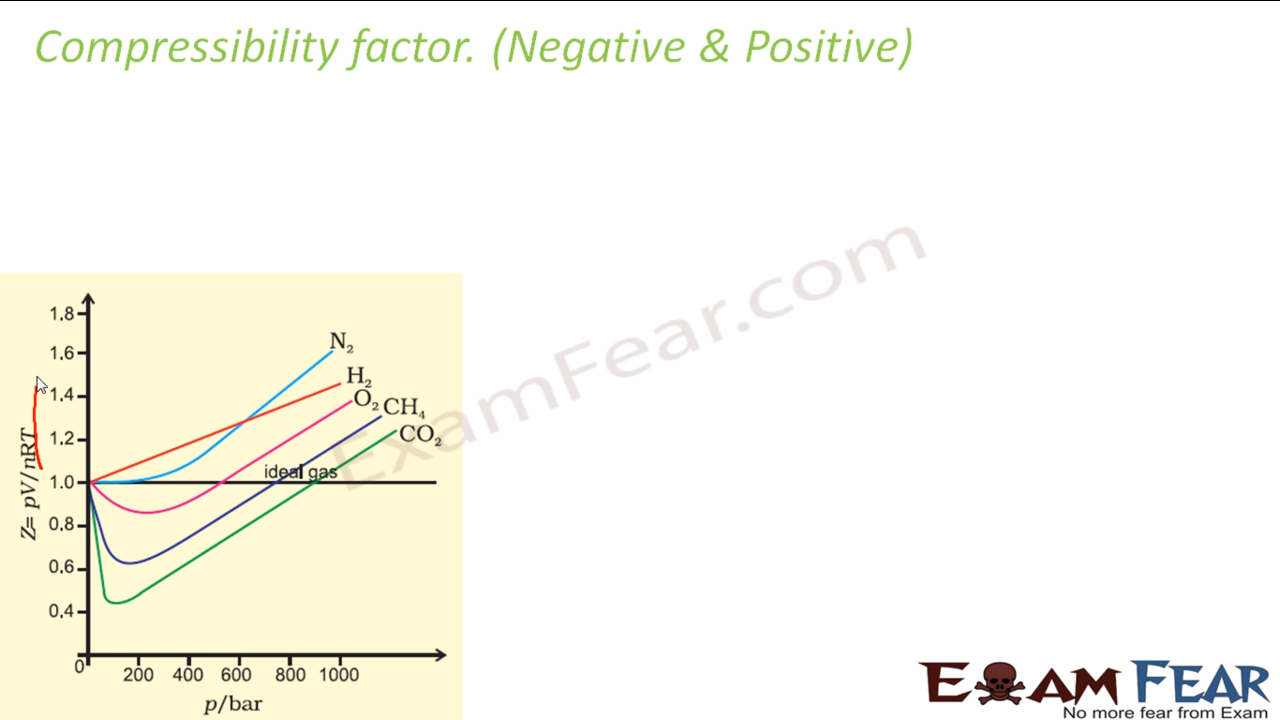 Compressibility factor. (Negative & Positive)
ExamFear.com
1.8
1.6
1.4
1.2
1.0
0.8
0.6
0.4
0
Z= pV/nRT
N₂
H₂
O₂
CH₄
CO₂
ideal gas
200 400 600 800 1000
p/bar
EXAM FEAR
No more fear from Exam